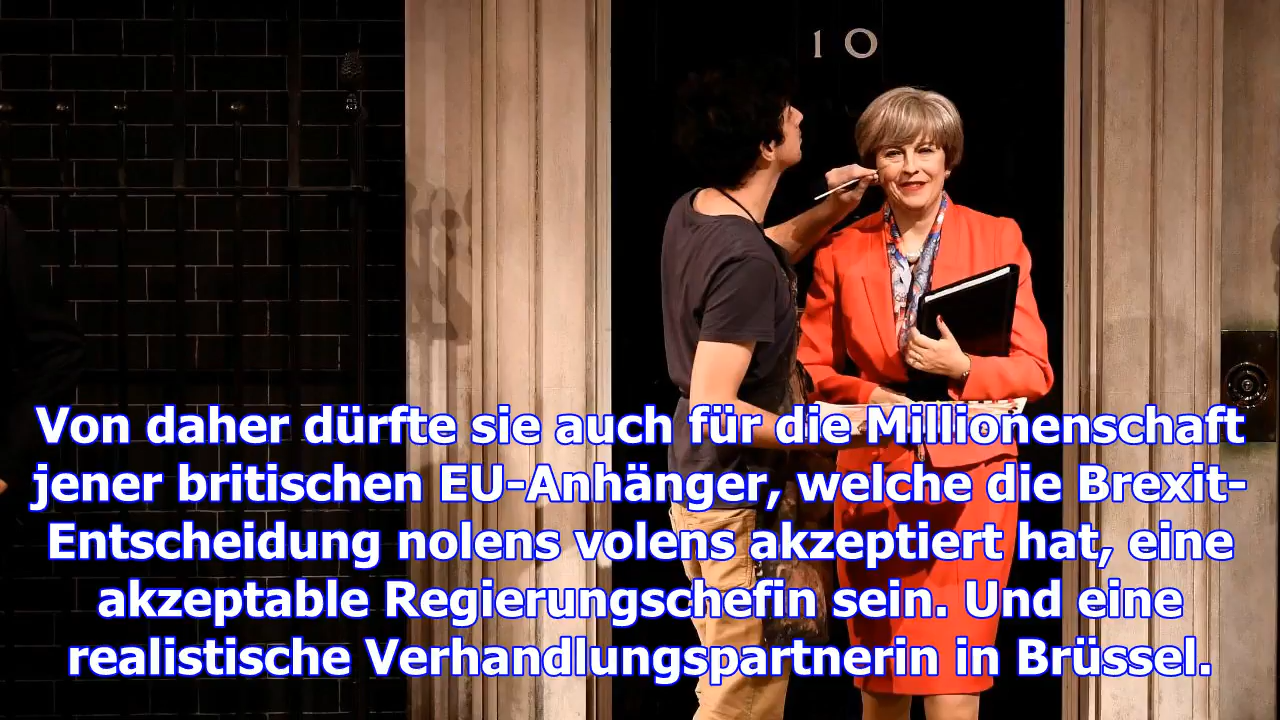 10
Von daher dürfte sie auch für die Millionenschaft
jener britischen EU-Anhänger, welche die Brexit-
Entscheidung nolens volens akzeptiert hat, eine
akzeptable Regierungschefin sein. Und eine
realistische Verhandlungspartnerin in Brüssel.